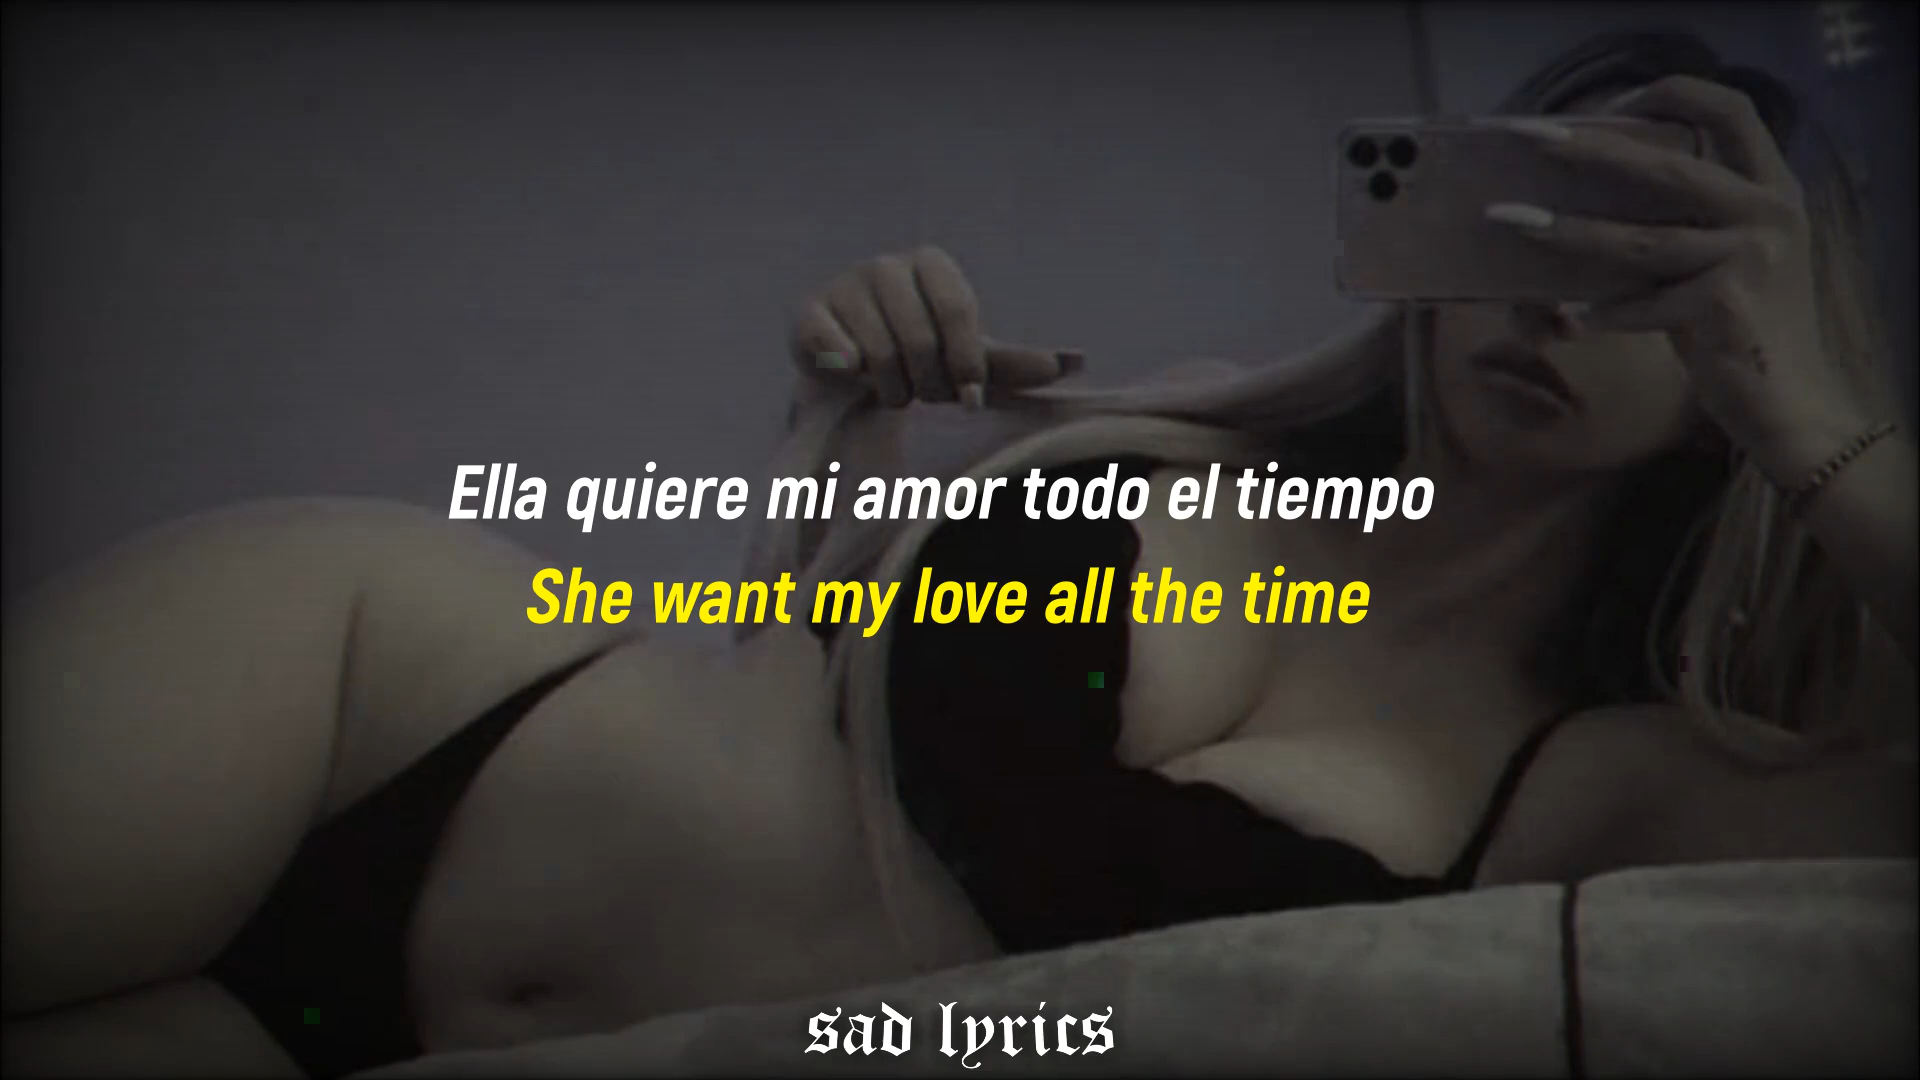 Ella quiere mi amor todo el tiempo
She want my love all the time
sad lyrics